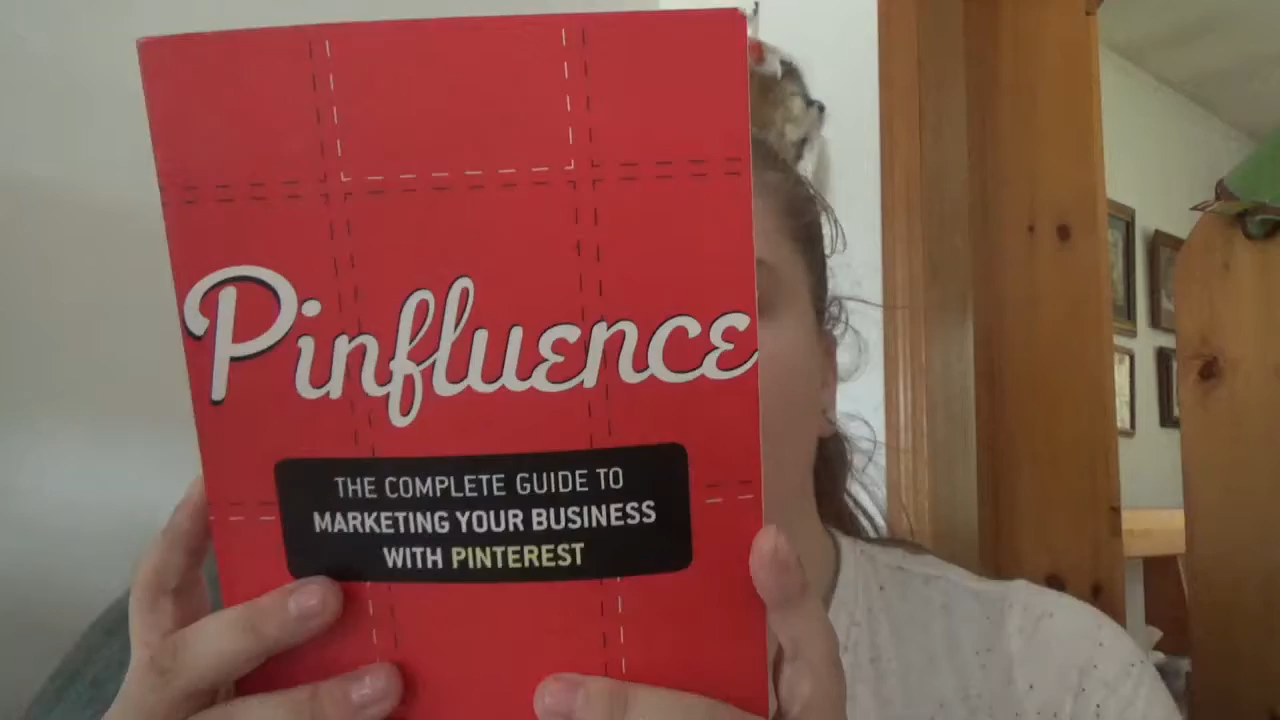 Pinfluence
THE COMPLETE GUIDE TO
MARKETING YOUR BUSINESS
WITH PINTEREST